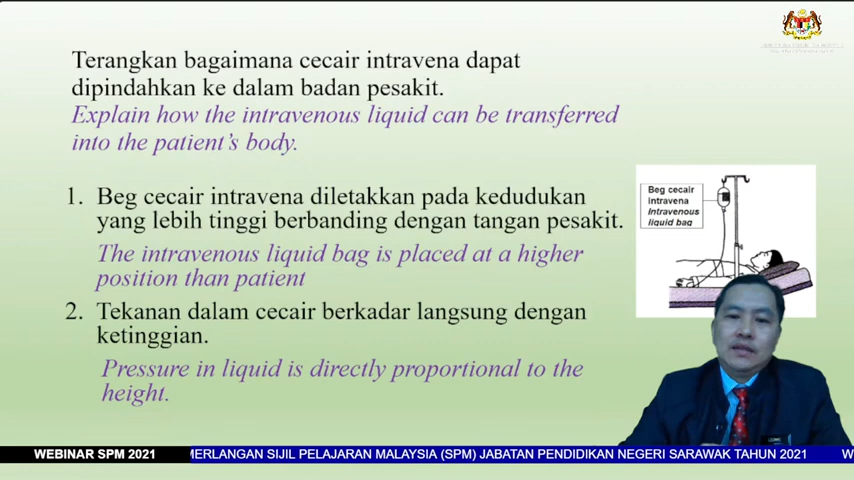 Terangkan bagaimana cecair intravena dapat
dipindahkan ke dalam badan pesakit.
Explain how the intravenous liquid can be transferred
into the patient's body.
1. Beg cecair intravena diletakkan pada kedudukan
yang lebih tinggi berbanding dengan tangan pesakit.
The intravenous liquid bag is placed at a higher
position than patient
2. Tekanan dalam cecair berkadar langsung dengan
ketinggian.
Pressure in liquid is directly proportional to the
height.
Beg cecair
intravena
Intravenous
liquid bag
WEBINAR SPM 2021
MERLANGAN SIJIL PELAJARAN MALAYSIA (SPM) JABATAN PENDIDIKAN NEGERI SARAWAK TAHUN 2021
W